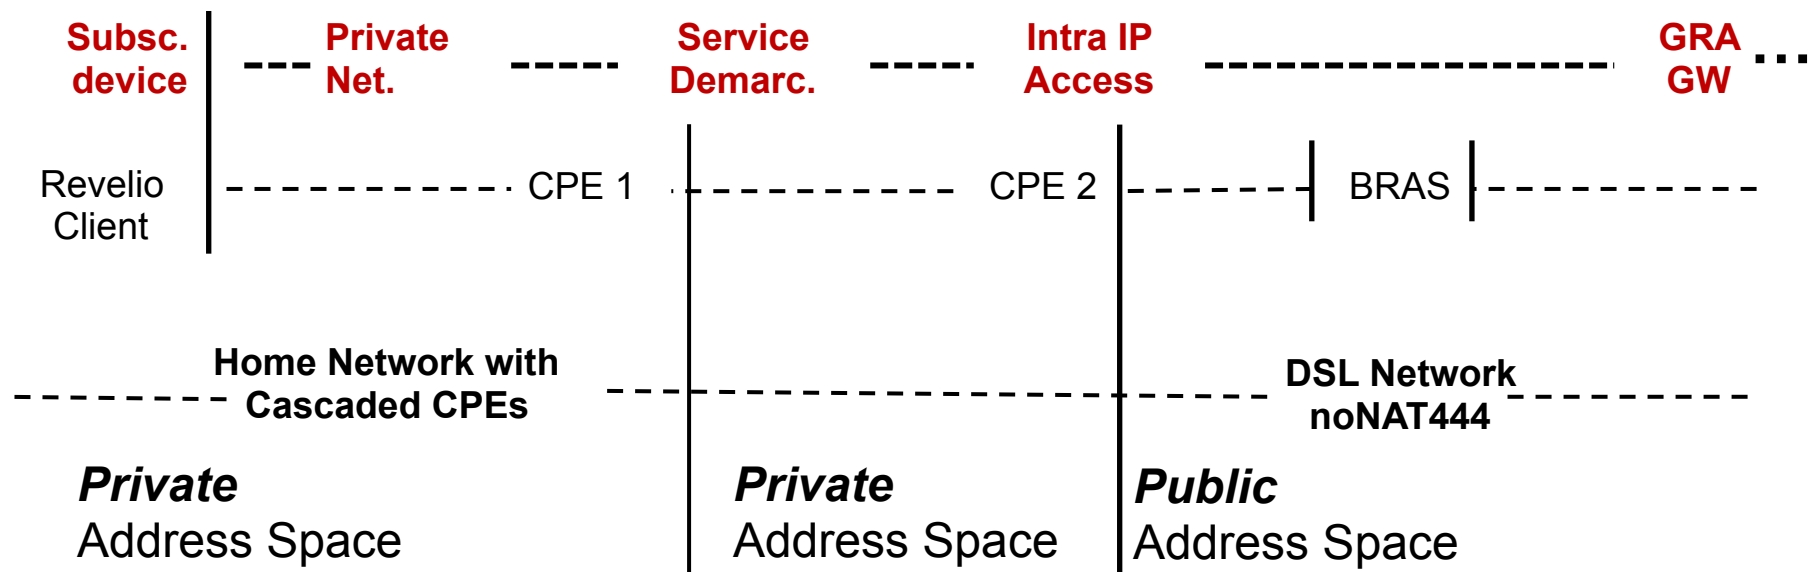 Subsc.
device
Private
Net.
Service
Demarc.
Intra IP
Access
GRA
GW
Revelio
Client
CPE 1
CPE 2
BRAS
Home Network with
Cascaded CPEs
DSL Network
noNAT444
Private
Address Space
Private
Address Space
Public
Address Space